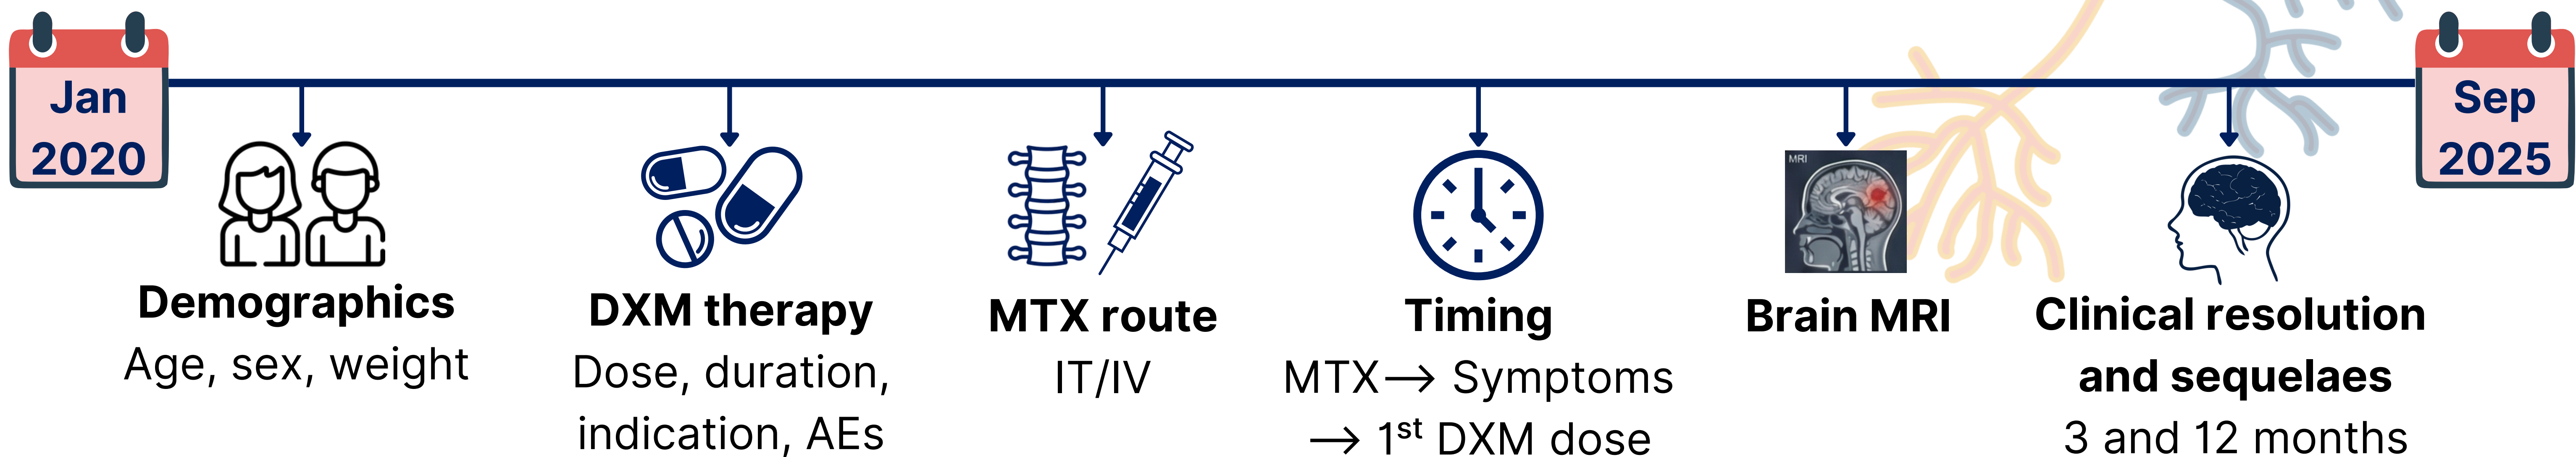 Jan
2020
Demographics
Age, sex, weight
DXM therapy
Dose, duration,
indication, AEs
MTX route
IT/IV
Timing
MTX→ Symptoms
→ 1st DXM dose
MRI
Brain MRI
Clinical resolution
and sequelaes
3 and 12 months
Sep
2025